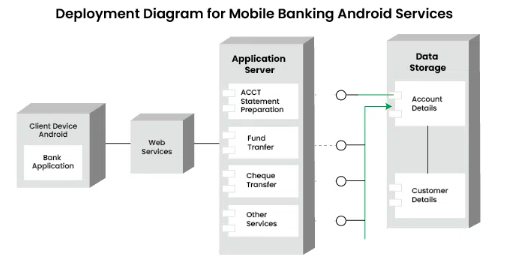 Deployment Diagram for Mobile Banking Android Services
Client Device
Android
Bank
Application
Web
Services
Application
Server
ACCT
Statement
Preparation
Fund
Tranfer
Cheque
Transfer
Other
Services
Data
Storage
Account
Details
Customer
Details